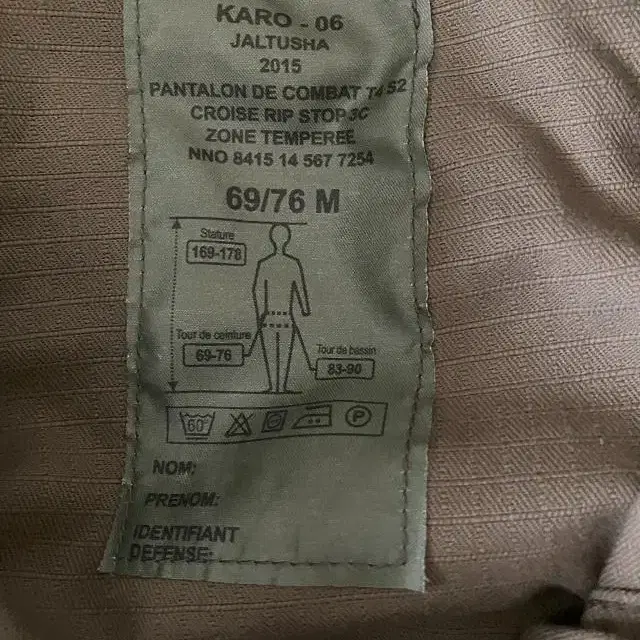 KARO - 06
JALTUSHA
2015
PANTALON DE COMBAT T4 S2
CROISE RIP STOP 3C
ZONE TEMPEREE
NNO 8415 14 567 7254
69/76 M
Stature
169-178
Tour de ceinture
69-76
Tour de bassin
83-90
60°
P
NOM:
PRENOM:
IDENTIFIANT
DEFENSE: